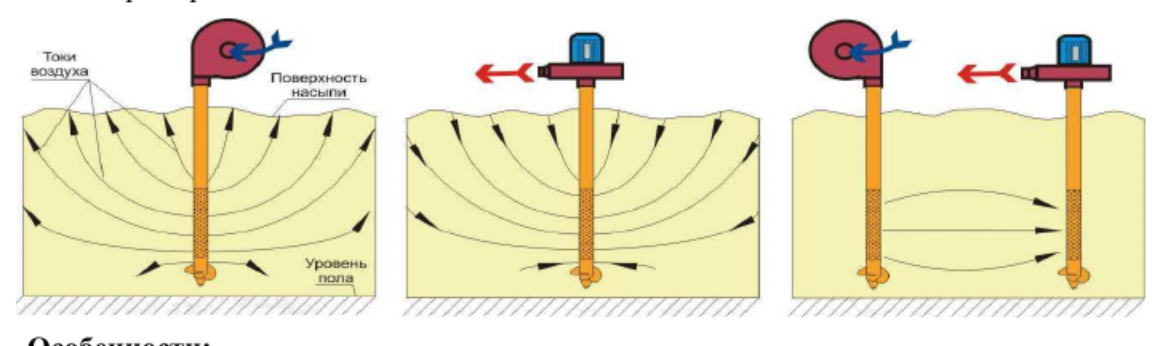 Токи
воздуха
Поверхность
насыпи
Уровень
пола
Особенности: